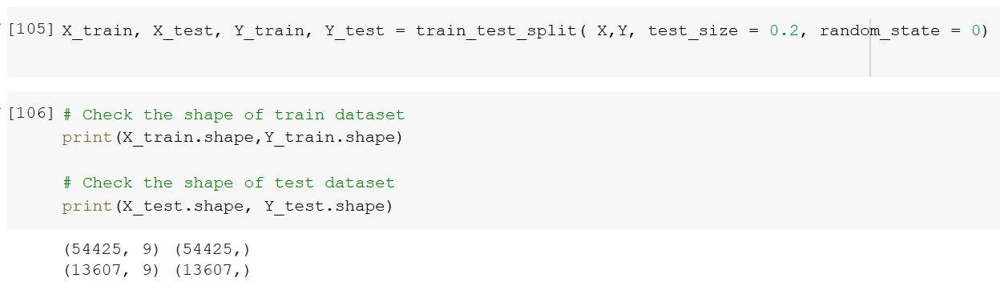 [105] X_train, X_test, Y_train, Y_test = train_test_split( X,Y, test_size = 0.2, random_state = 0)
[106] # Check the shape of train dataset
print(X_train.shape,Y_train.shape)
# Check the shape of test dataset
print(X_test.shape, Y_test.shape)
(54425, 9) (54425,)
(13607, 9) (13607,)